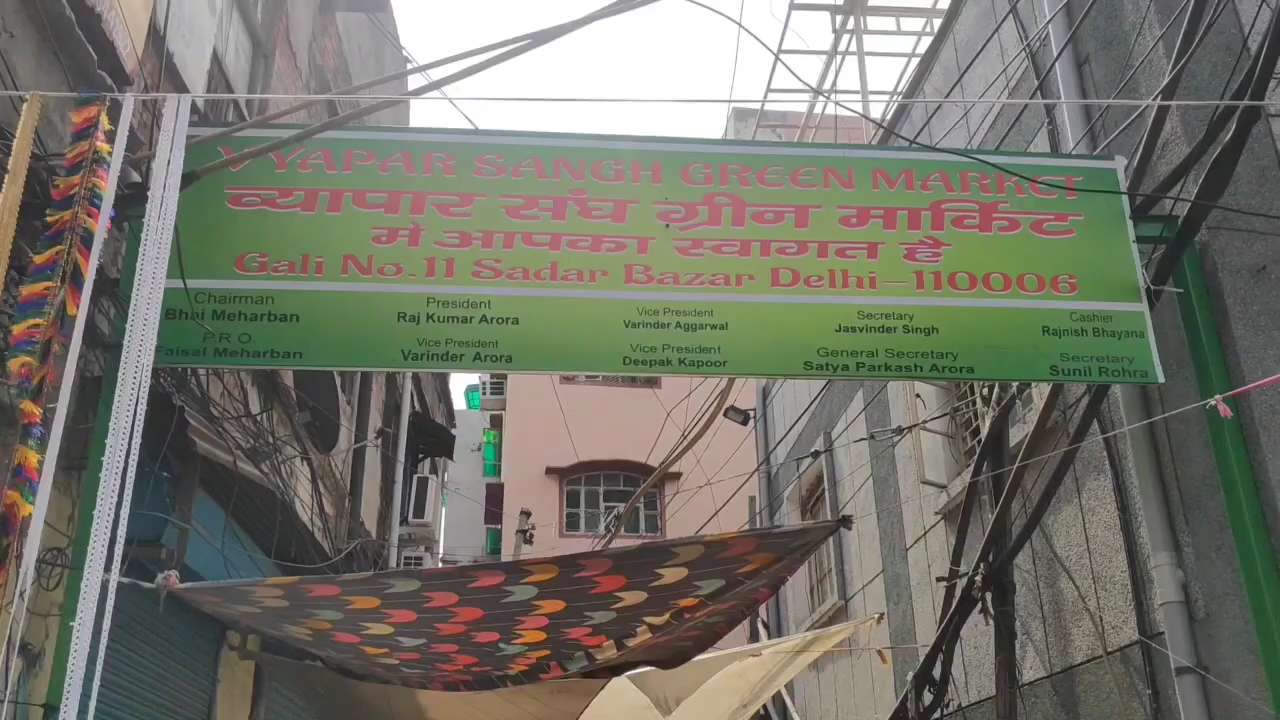 VYAPAR SANGH GREEN MARKET
व्यापार संघ ग्रीन मार्किट
मे आपका स्वागत है
Gali No.11 Sadar Bazar Delhi-110006
Chairman President Vice President Secretary Cashier
Bhai Meharban Raj Kumar Arora Varinder Aggarwal Jasvinder Singh Rajnish Bhayana
P.R.O. Vice President Vice President General Secretary Secretary
Faisal Meharban Varinder Arora Deepak Kapoor Satya Parkash Arora Sunil Rohra